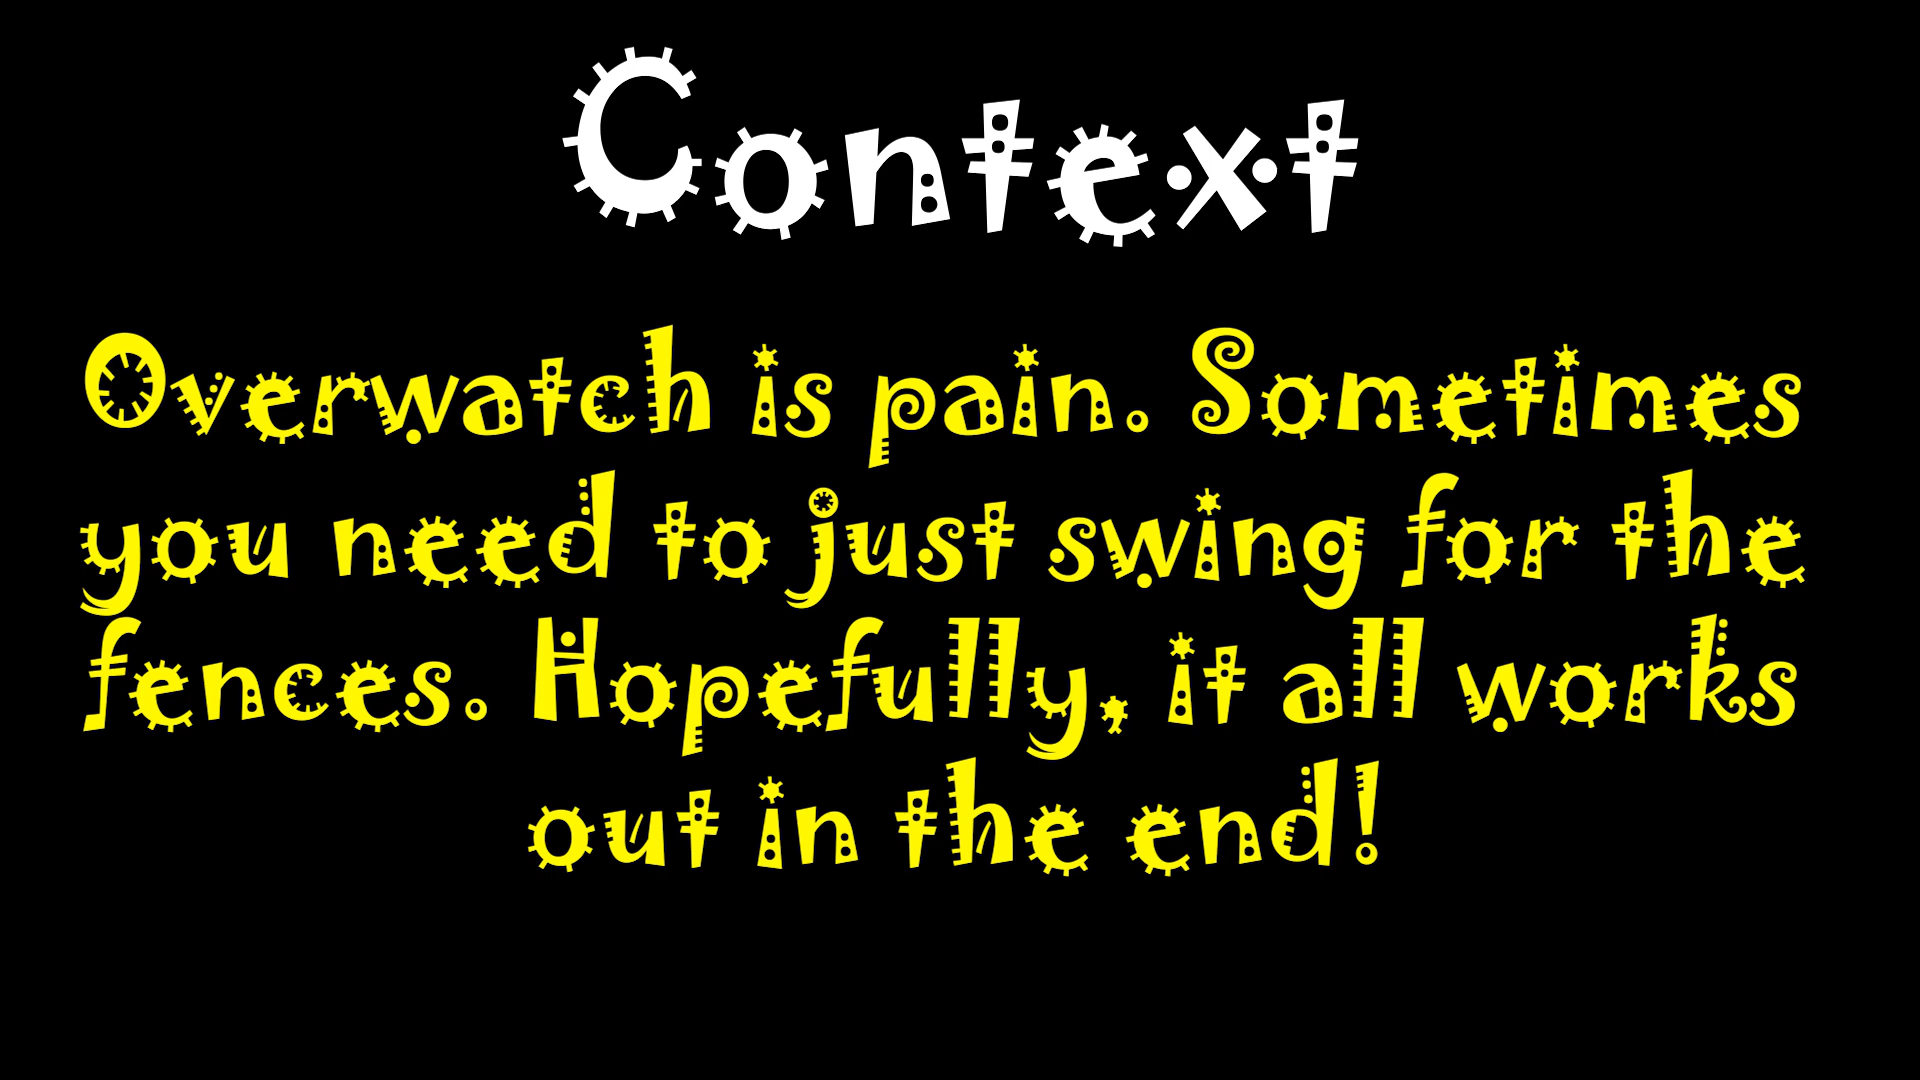 Context
Overwatch is pain. Sometimes
you need to just swing for the
fences. Hopefully, it all works
out in the end!